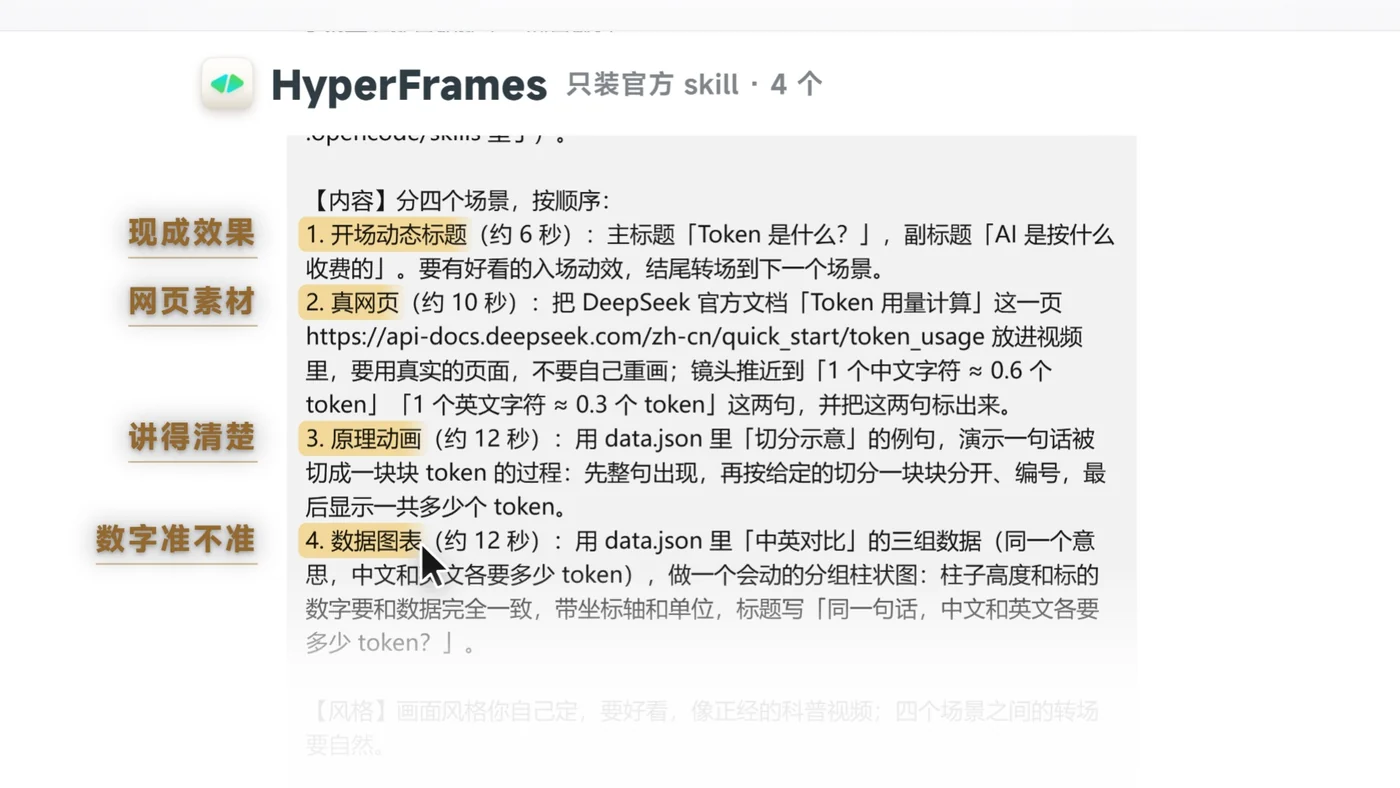 HyperFrames 只装官方 skill · 4 个
.opencode/skills 里」）。
【内容】分四个场景，按顺序：
现成效果
1. 开场动态标题（约 6 �）：主标题「Token 是什么？」，副标题「AI 是按什么
收费的」。要有好看的入场动效，结尾转场到下一个场景。
网页素材
2. 真网页（约 10 秒）：把 DeepSeek 官方文档「Token 用量计算」这一页
https://api-docs.deepseek.com/zh-cn/quick_start/token_usage 放进视频
里，要用真实的页面，不要自己重画；镜头推近到「1 个中文字符 ≈ 0.6 个
token」「1 个英文字符 ≈ 0.3 个 token」这两句，并把这两句标出来。
讲得清楚
3. 原理动画（约 12 秒）：用 data.json 里「切分示意」的例句，演示一句话被
切成一块块 token 的过程：先整句出现，再按给定的切分一块块分开、编号，最
后显示一共多少个 token。
数字准不准
4. 数据图表（约 12 秒）：用 data.json 里「中英对比」的三组数据（同一个意
思，中文和文各要多少 token），做一个会动的分组柱状图：柱子高度和标的
数字要和数据完全一致，带坐标轴和单位，标题写「同一句话，中文和英文各要
多少 token？」。
【风格】画面风格你自己定，要好看，像正经的科普视频；四个场景之间的转场
要自然。